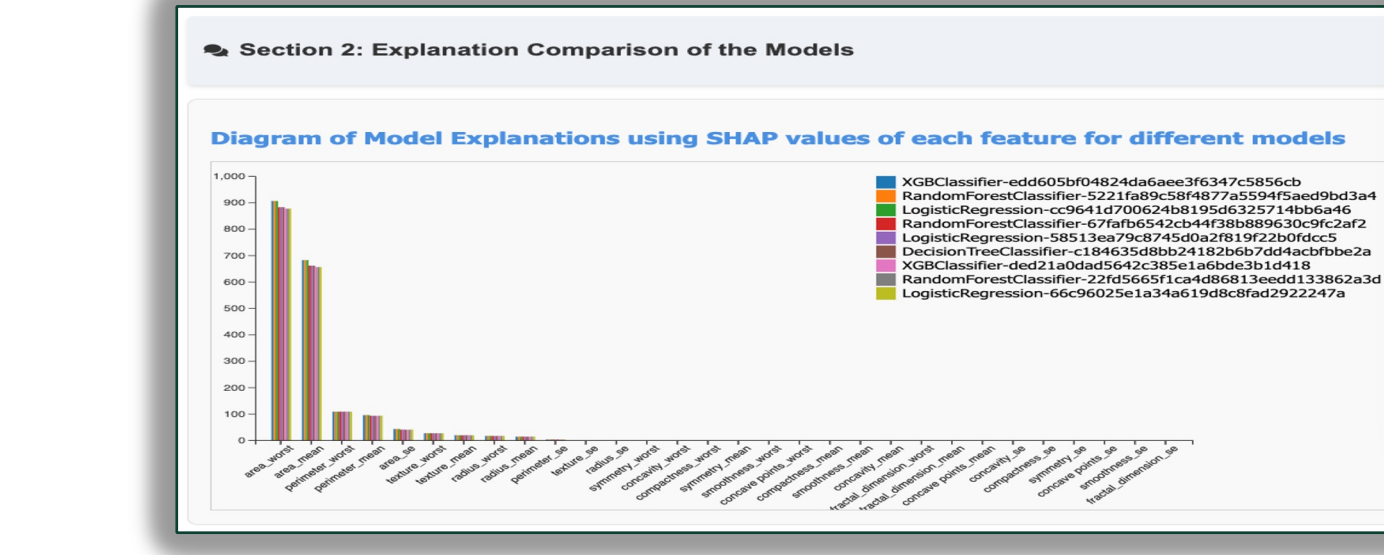 Section 2: Explanation Comparison of the Models
Diagram of Model Explanations using SHAP values of each feature for different models
1,000
900
800
700
600
500
400
300
200
100
0
XGBClassifier-edd605bf04824da6aee3f6347c5856cb
RandomForestClassifier-5221fa89c58f4877a5594f5aed9bd3a4
LogisticRegression-cc9641d700624b8195d6325714bb6a46
RandomForestClassifier-67fafb6542cb44f38b889630c9fc2af2
LogisticRegression-58513ea79c8745d0a2f819f22b0fdcc5
DecisionTreeClassifier-c184635d8bb24182b6b7dd4acbfbbe2a
XGBClassifier-ded21a0dad5642c385e1a6bde3b1d418
RandomForestClassifier-22fd5665f1ca4d86813eedd133862a3d
LogisticRegression-66c96025e1a34a619d8c8fad2922247a
area_worst
area_mean
perimeter_worst
perimeter_mean
area_se
texture_worst
texture_mean
radius_worst
radius_mean
perimeter_se
texture_se
radius_se
symmetry_worst
concavity_worst
compactness_worst
symmetry_mean
smoothness_worst
concave points_worst
compactness_mean
smoothness_mean
concavity_mean
fractal_dimension_worst
fractal_dimension_mean
concave points_mean
concavity_se
compactness_se
symmetry_se
concave points_se
smoothness_se
fractal_dimension_se